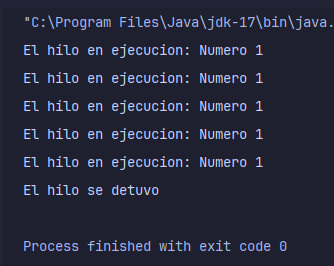 "C:\Program Files\Java\jdk-17\bin\java.
El hilo en ejecucion: Numero 1
El hilo en ejecucion: Numero 1
El hilo en ejecucion: Numero 1
El hilo en ejecucion: Numero 1
El hilo en ejecucion: Numero 1
El hilo se detuvo
Process finished with exit code 0